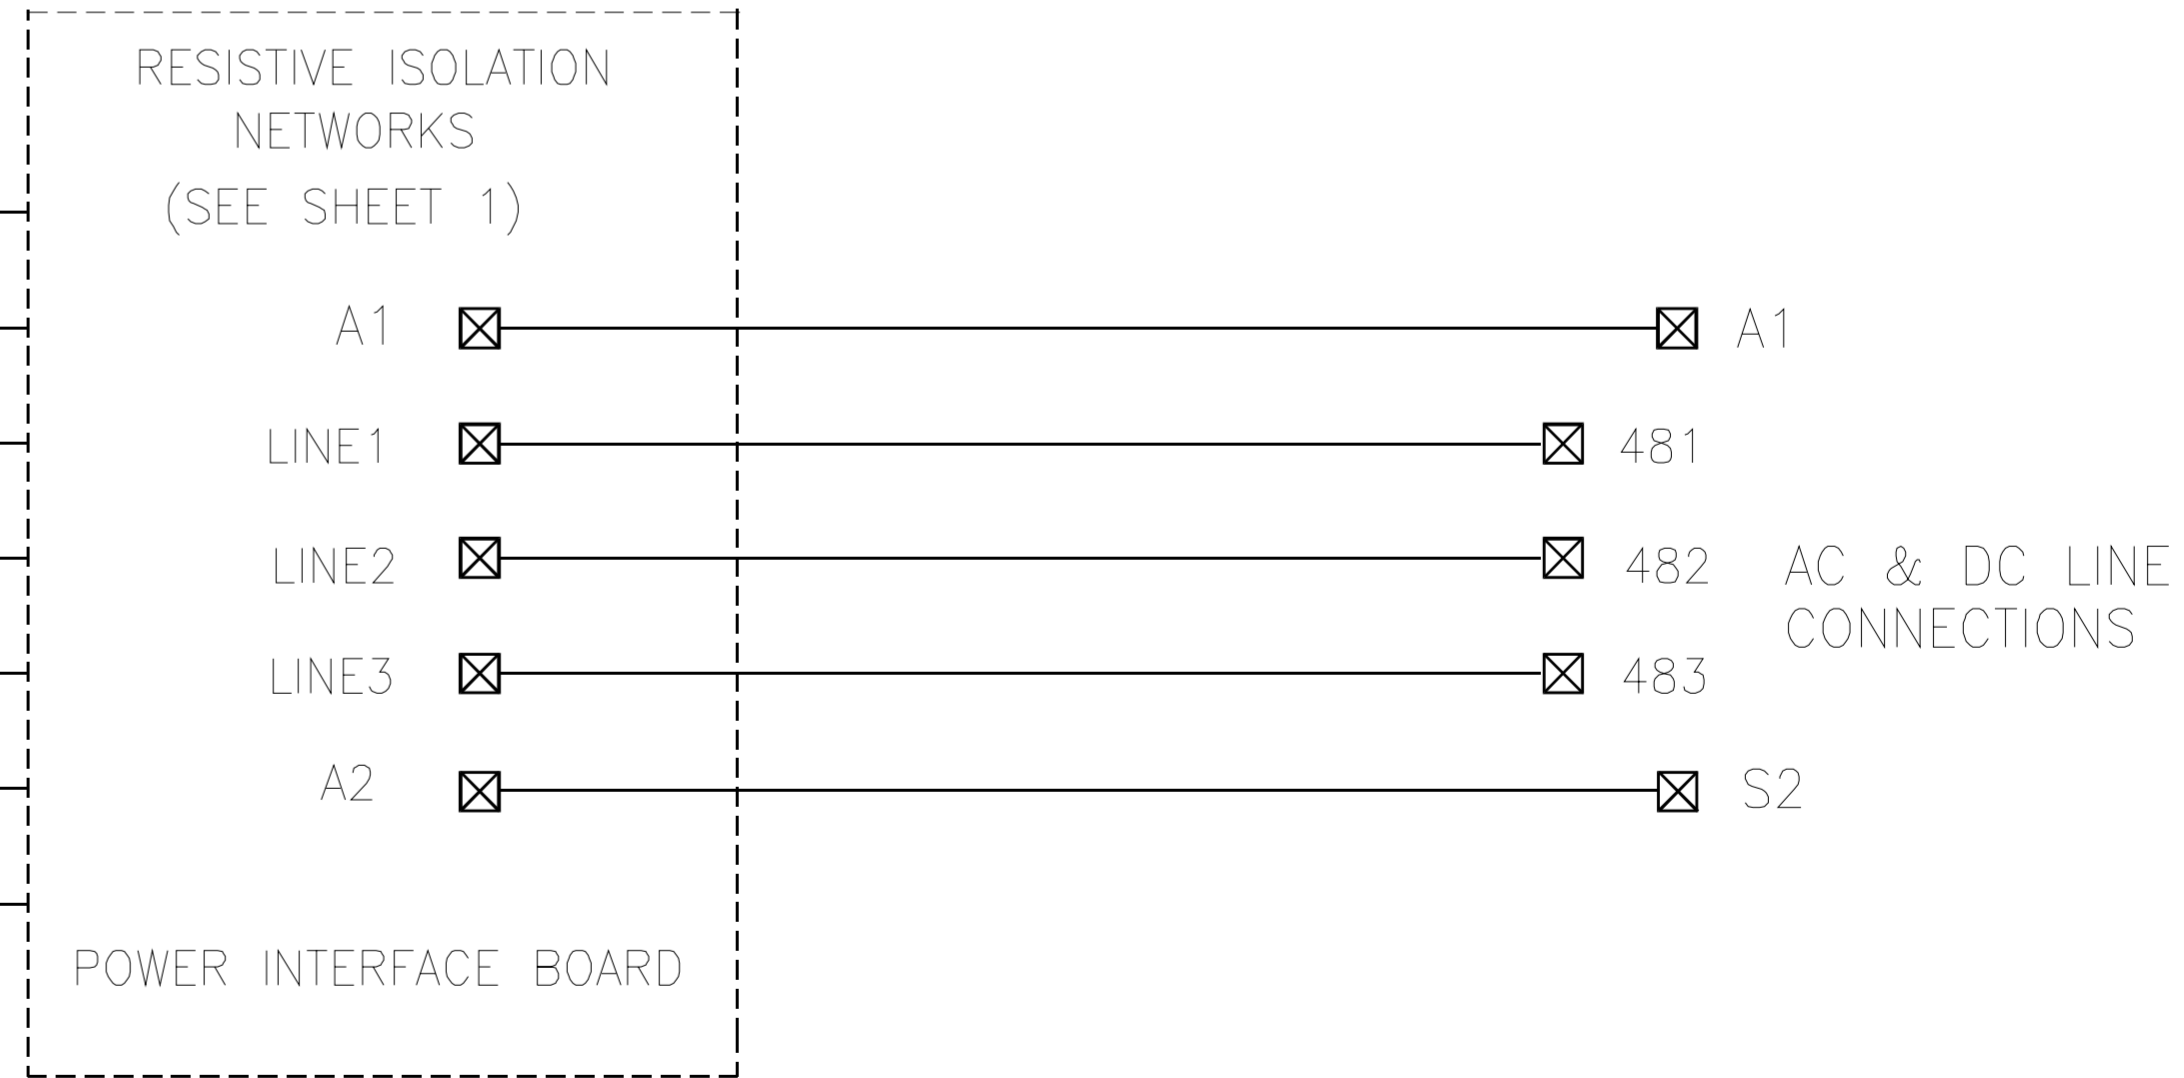 RESISTIVE ISOLATION
NETWORKS
(SEE SHEET 1)
A1
A1
LINE1
481
LINE2
482
AC & DC LINE
CONNECTIONS
LINE3
483
A2
S2
POWER INTERFACE BOARD